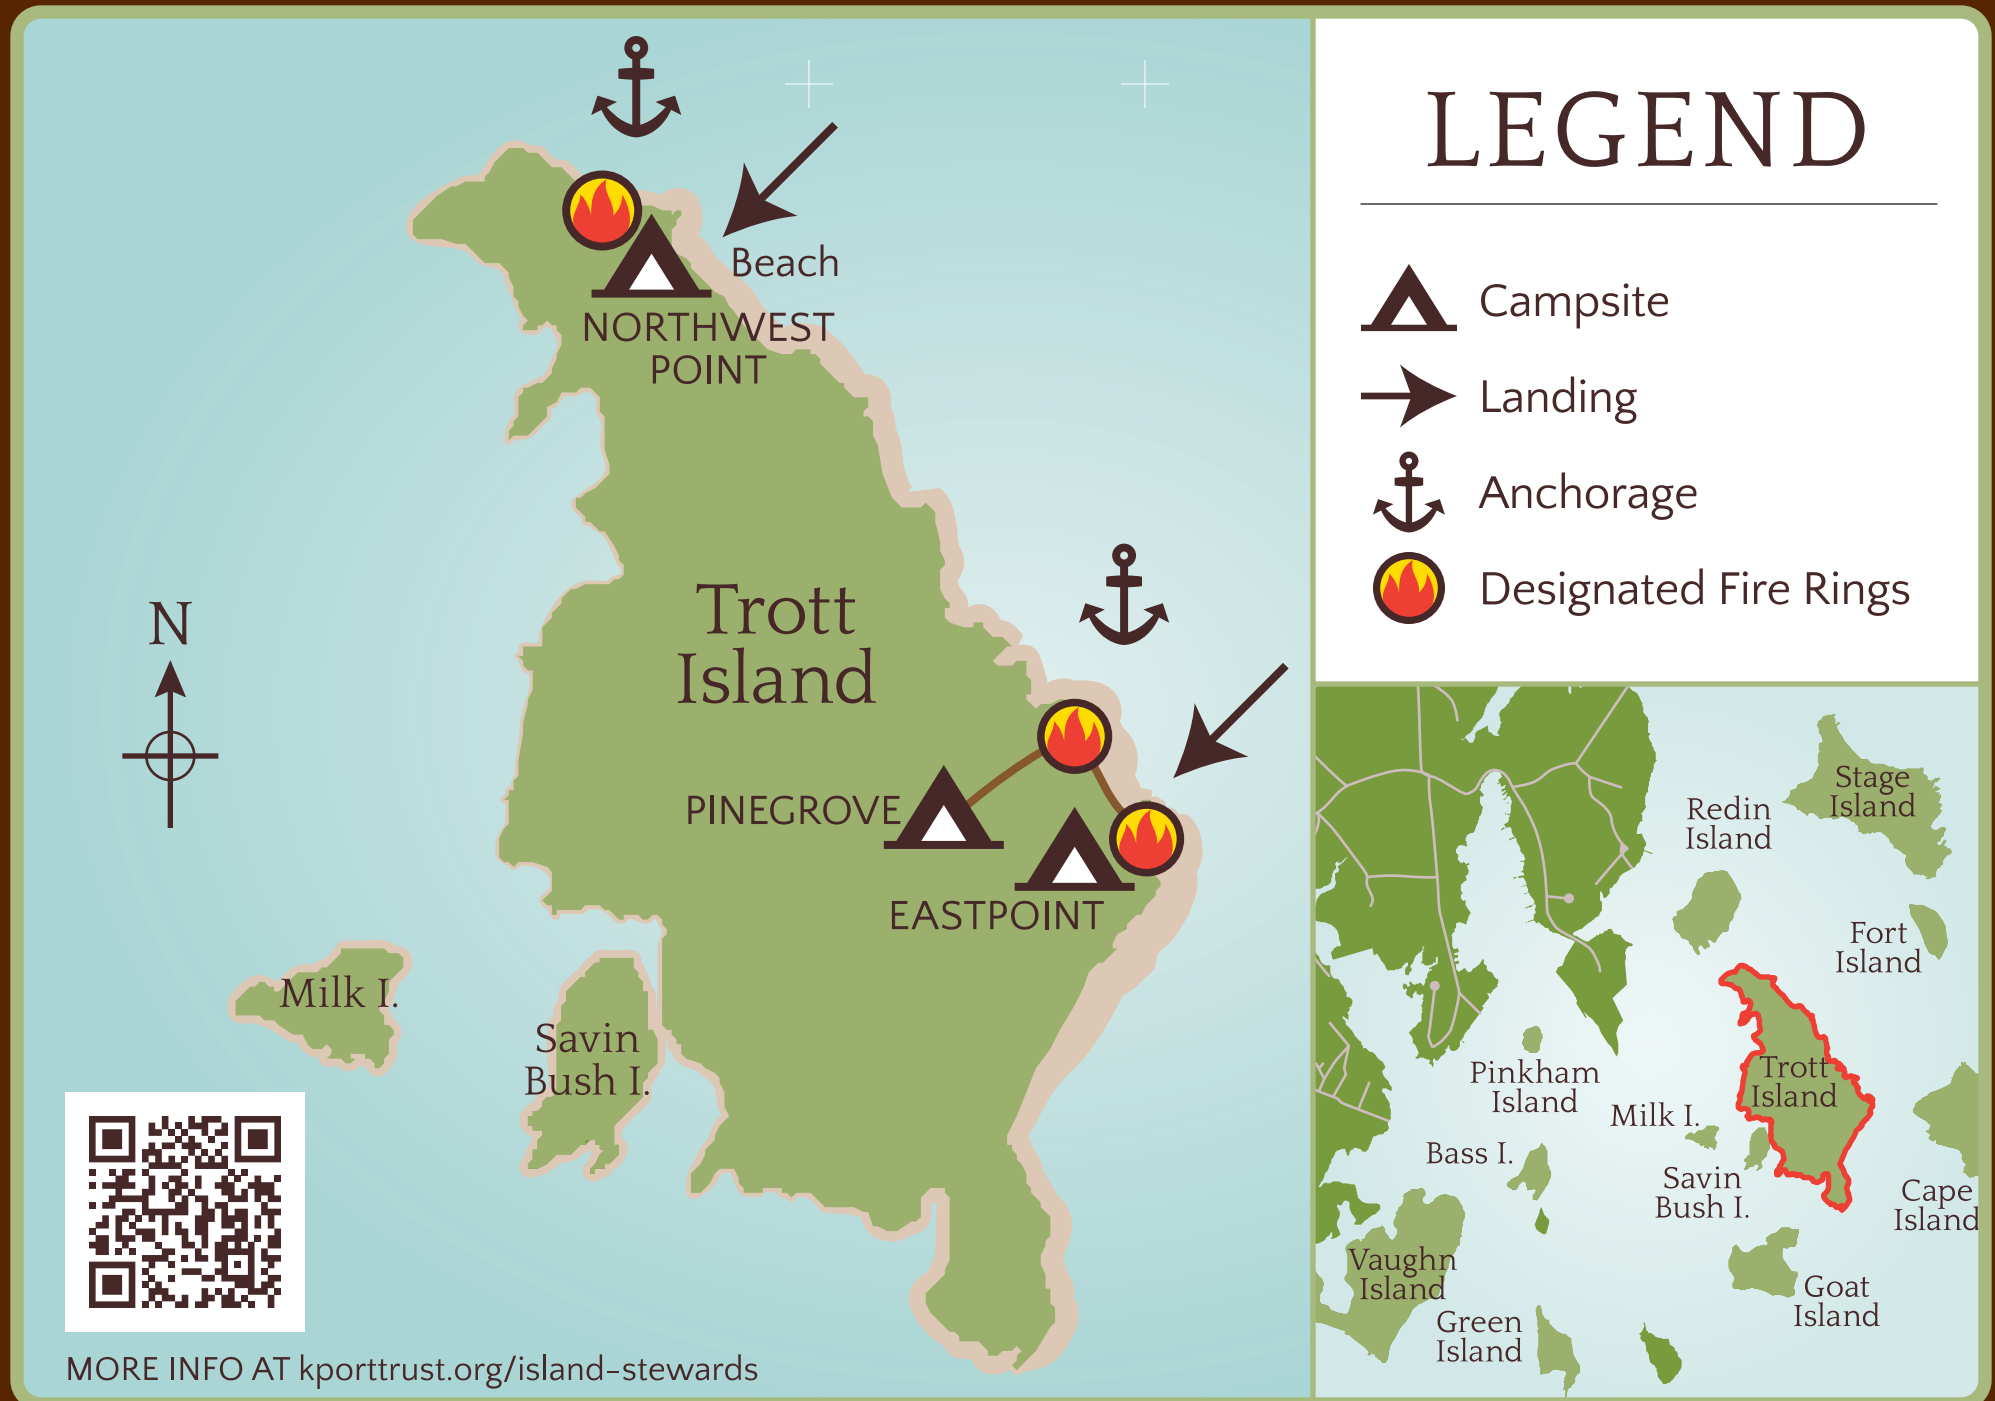 Beach
NORTHWEST
POINT
Trott
Island
N
PINEGROVE
EASTPOINT
Milk I.
Savin
Bush I.
MORE INFO AT kporttrust.org/island-stewards
LEGEND
Campsite
Landing
Anchorage
Designated Fire Rings
Stage
Island
Redin
Island
Fort
Island
Trott
Island
Pinkham
Island
Milk I.
Bass I.
Savin
Bush I.
Cape
Island
Vaughn
Island
Goat
Island
Green
Island